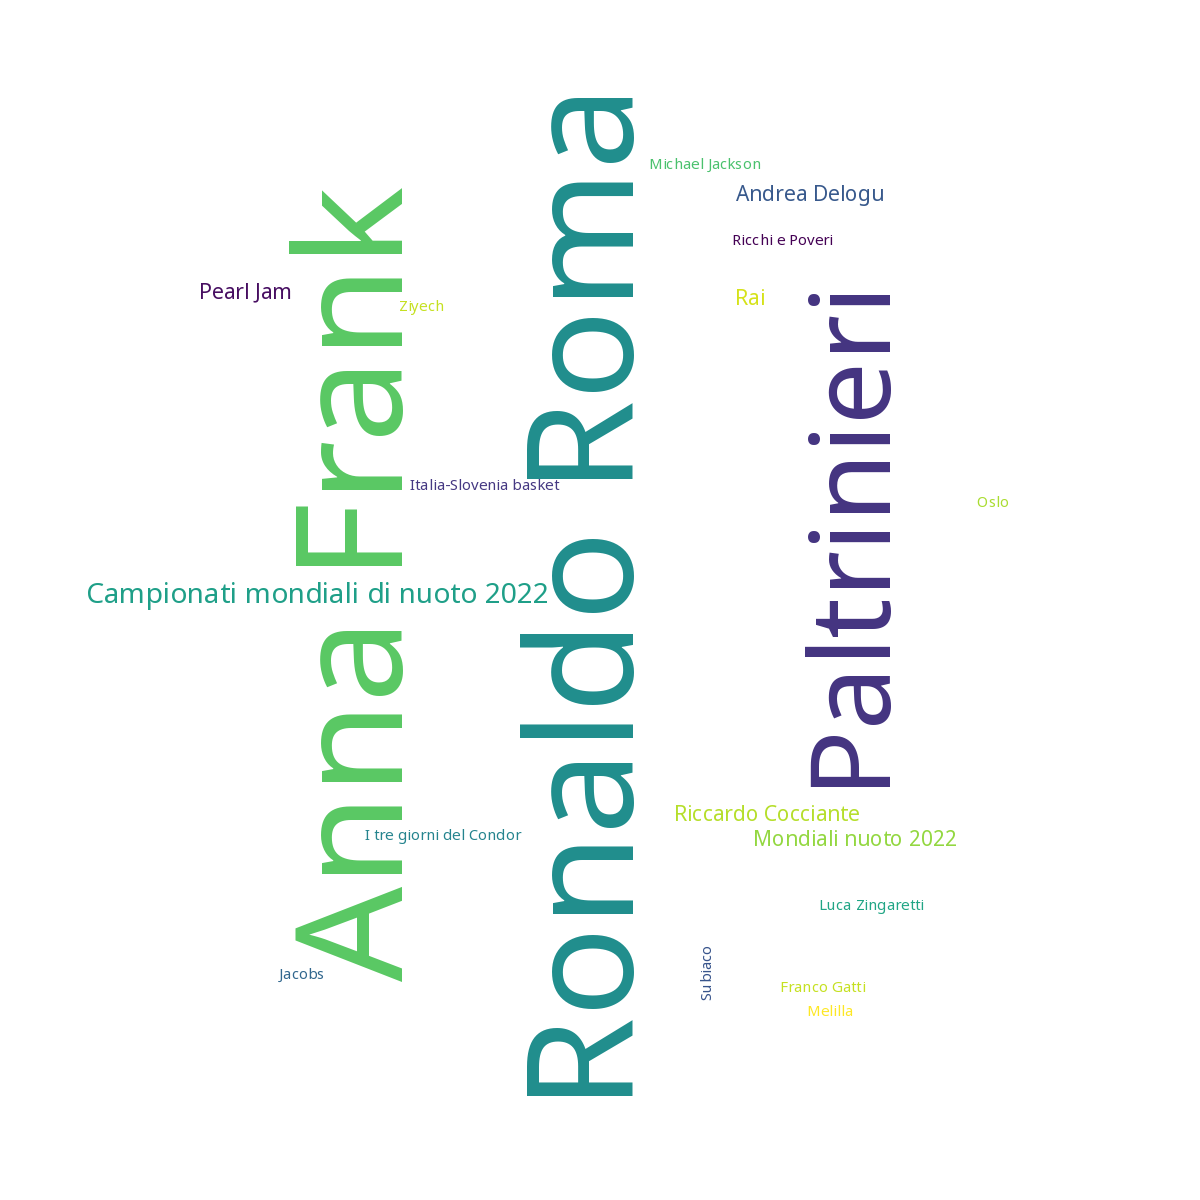 Michael Jackson
Andrea Delogu
Ricchi e Poveri
Pearl Jam
Ziyech
Rai
Anna Frank
Ronaldo Roma
Paltrinieri
Italia-Slovenia basket
Oslo
Campionati mondiali di nuoto 2022
Riccardo Cocciante
I tre giorni del Condor
Mondiali nuoto 2022
Luca Zingaretti
Jacobs
Subiaco
Franco Gatti
Melilla